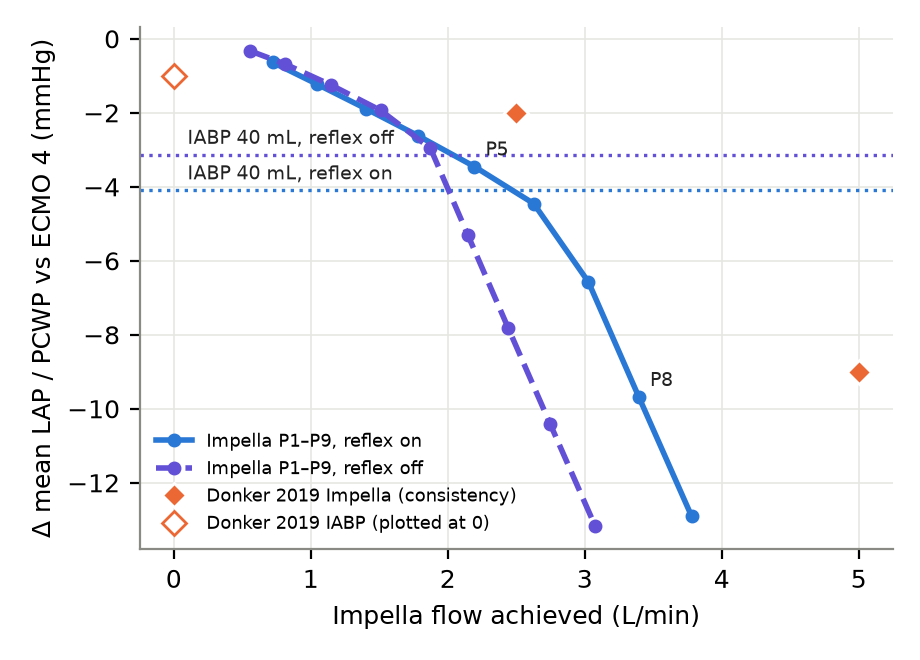 Δ mean LAP / PCWP vs ECMO 4 (mmHg)
0
−2
−4
−6
−8
−10
−12
IABP 40 mL, reflex off
IABP 40 mL, reflex on
P5
P8
Impella P1–P9, reflex on
Impella P1–P9, reflex off
Donker 2019 Impella (consistency)
Donker 2019 IABP (plotted at 0)
0 1 2 3 4 5
Impella flow achieved (L/min)